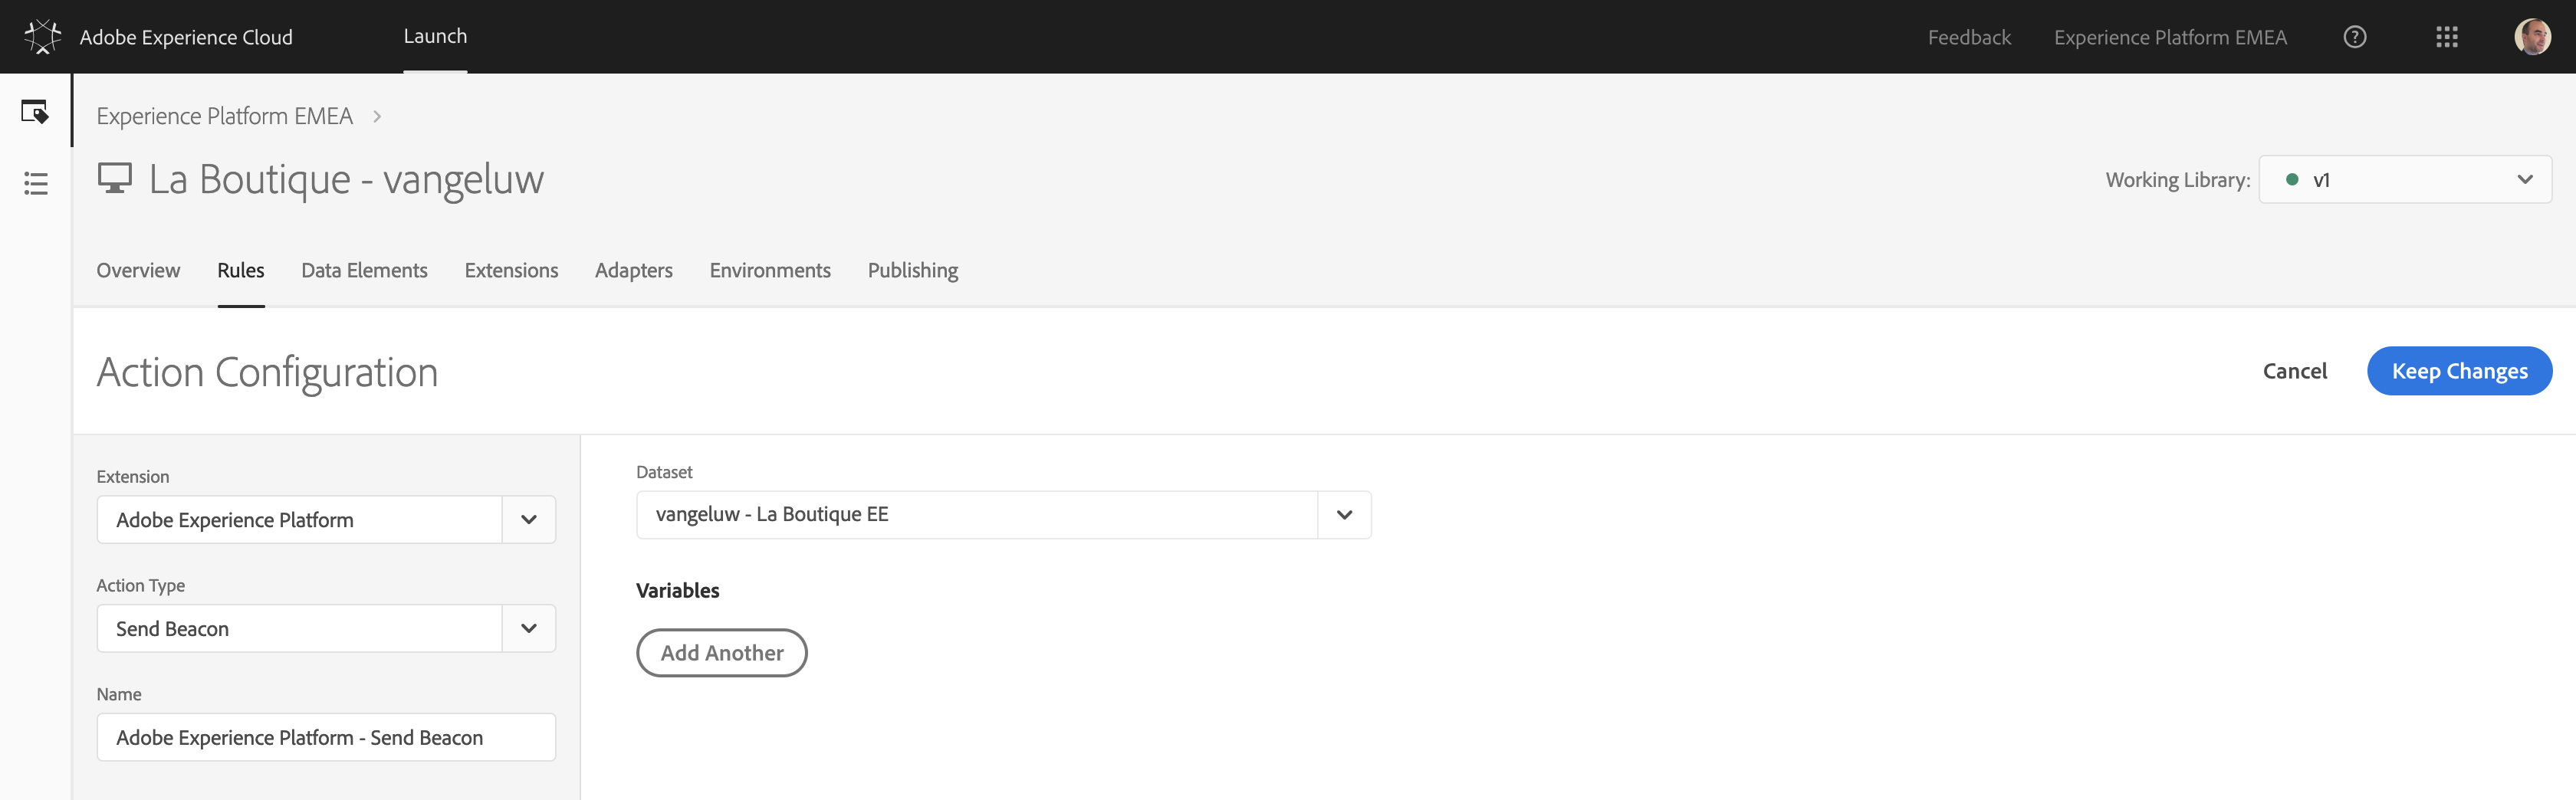 Adobe Experience Cloud
Launch
Feedback
Experience Platform EMEA
?
Experience Platform EMEA >
La Boutique - vangeluw
Working Library: v1
Overview
Rules
Data Elements
Extensions
Adapters
Environments
Publishing
Action Configuration
Cancel
Keep Changes
Extension
Adobe Experience Platform
Action Type
Send Beacon
Name
Adobe Experience Platform - Send Beacon
Dataset
vangeluw - La Boutique EE
Variables
Add Another